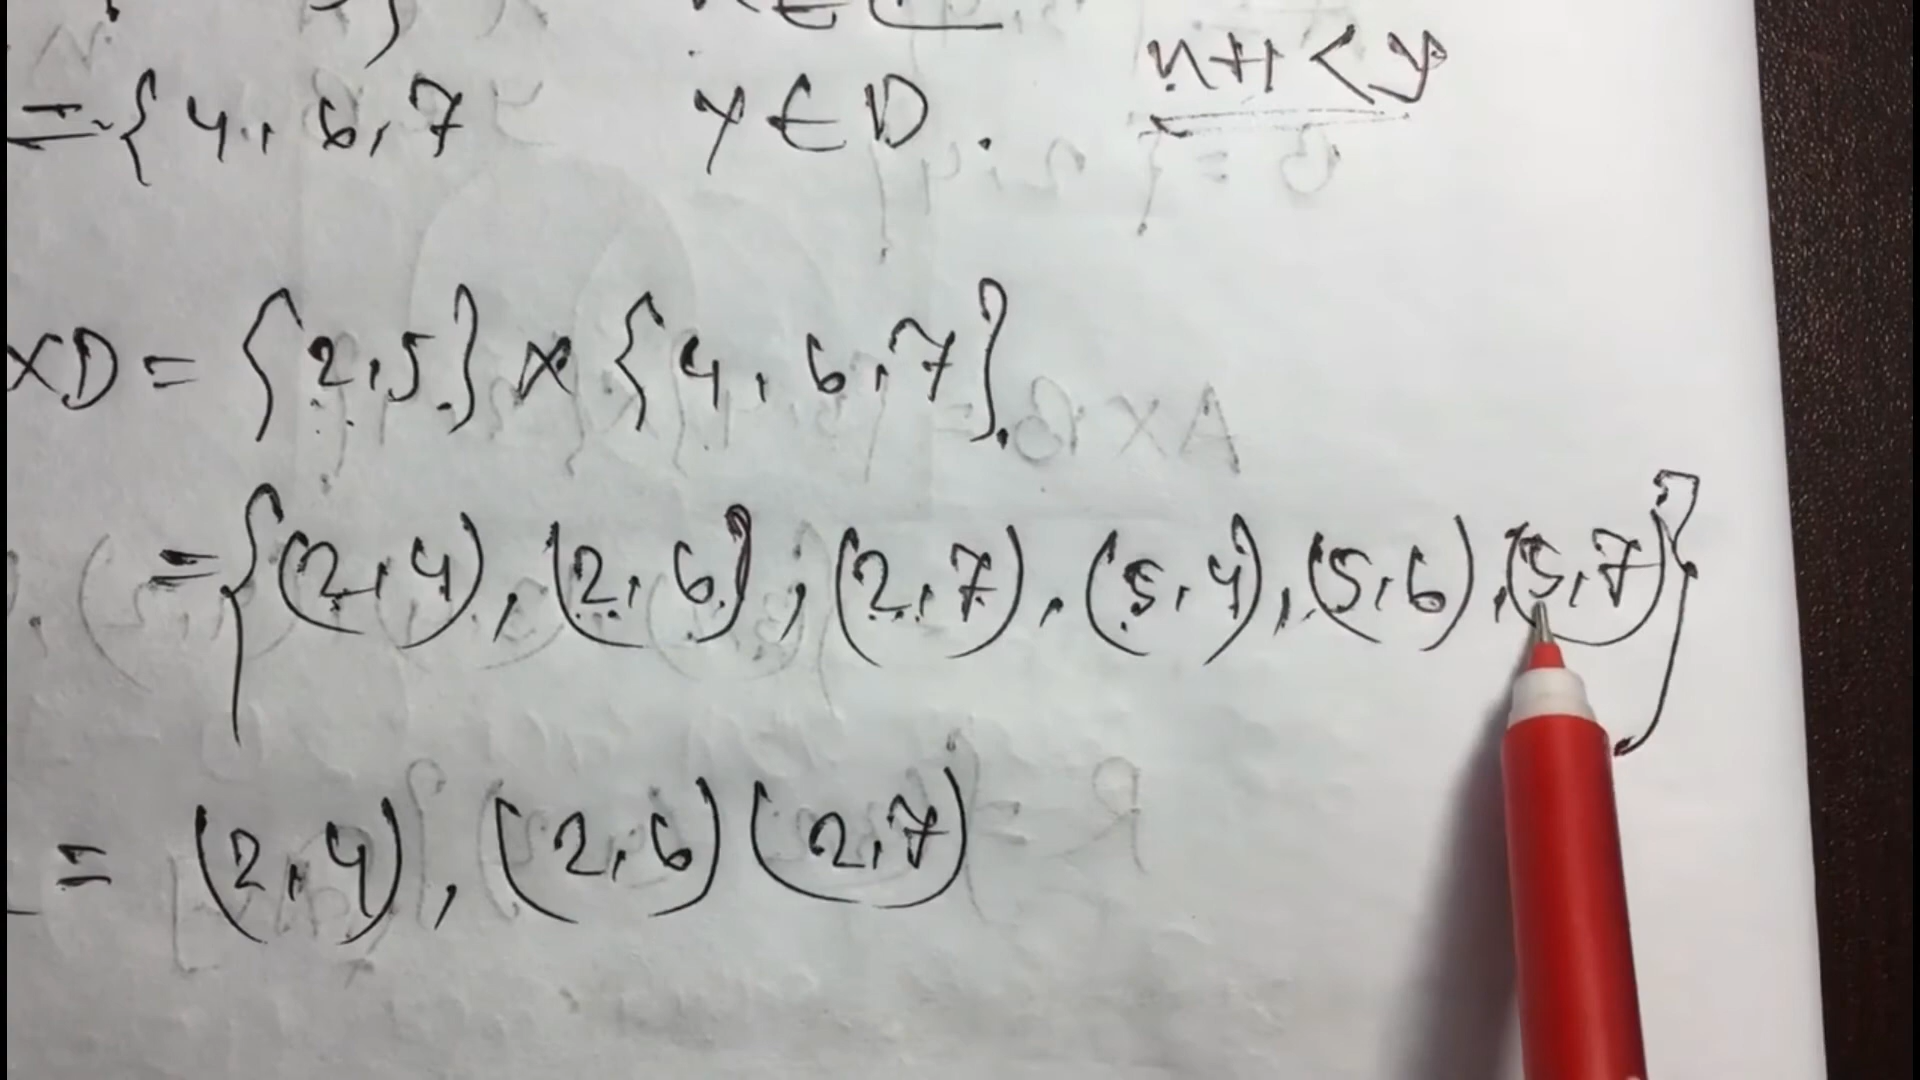 x+1 < y
= {4, 6, 7
y ∈ D.
XD = {2,5} × {4, 6, 7}
= {(2,4), (2,6), (2,7), (5,4), (5,6), (5,7)}
= (2,4), (2,6) (2,7)